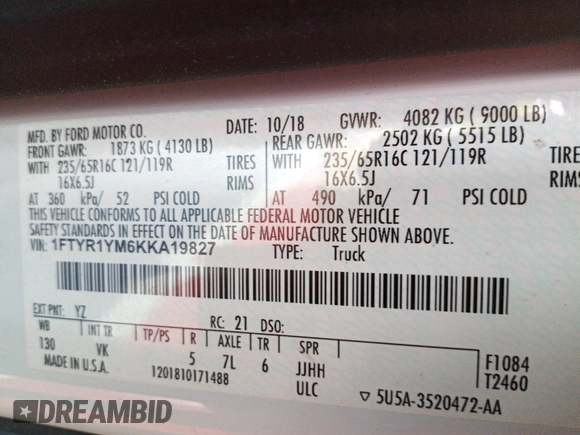 MFD. BY FORD MOTOR CO. DATE: 10/18 GVWR: 4082 KG ( 9000 LB)
FRONT GAWR: 1873 KG ( 4130 LB) REAR GAWR: 2502 KG ( 5515 LB)
WITH 235/65R16C 121/119R TIRES WITH 235/65R16C 121/119R TIRES
16X6.5J RIMS 16X6.5J RIMS
AT 360 kPa/ 52 PSI COLD AT 490 kPa/ 71 PSI COLD
THIS VEHICLE CONFORMS TO ALL APPLICABLE FEDERAL MOTOR VEHICLE
SAFETY STANDARDS IN EFFECT ON THE DATE OF MANUFACTURE SHOWN ABOVE.
VIN: 1FTYR1YM6KKA19827 TYPE: Truck
EXT PNT: YZ RC: 21 DSO:
WB INT TR TP/PS R AXLE TR SPR
130 VK 5 7L 6 JJHH F1084
MADE IN U.S.A. 1201810171488 ULC T2460
▽ 5U5A-3520472-AA
DREAMBID